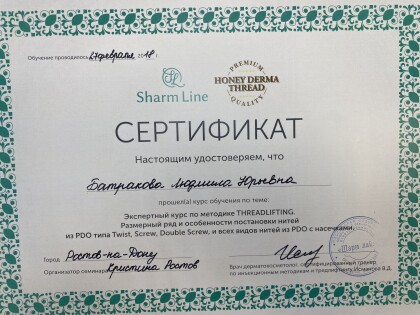 Обучение проводилось 27 февраля 2018 г.
Sharm Line
PREMIUM
HONEY DERMA
THREAD
QUALITY
СЕРТИФИКАТ
Настоящим удостоверяем, что
Батракова Людмила Юрьевна
прошел(а) курс обучения по теме:
Экспертный курс по методике THREADLIFTING.
Размерный ряд и особенности постановки нитей
из PDO типа Twist, Screw, Double Screw, и всех видов нитей из PDO с насечками.
Город Ростов-на-Дону
Организатор семинара Кристина Ростов
Врач дерматокосметолог, сертифицированный тренер
по инъекционным методикам и тредлифтингу В.Д.